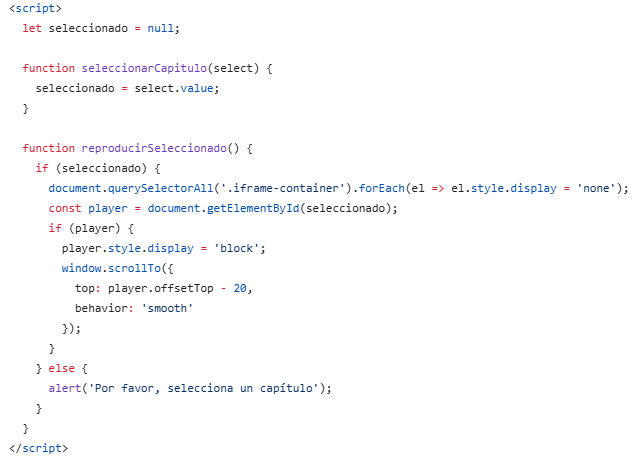 <script>
let seleccionado = null;
function seleccionarCapitulo(select) {
seleccionado = select.value;
}
function reproducirSeleccionado() {
if (seleccionado) {
document.querySelectorAll('.iframe-container').forEach(el => el.style.display = 'none');
const player = document.getElementById(seleccionado);
if (player) {
player.style.display = 'block';
window.scrollTo({
top: player.offsetTop - 20,
behavior: 'smooth'
});
}
} else {
alert('Por favor, selecciona un capítulo');
}
}
</script>